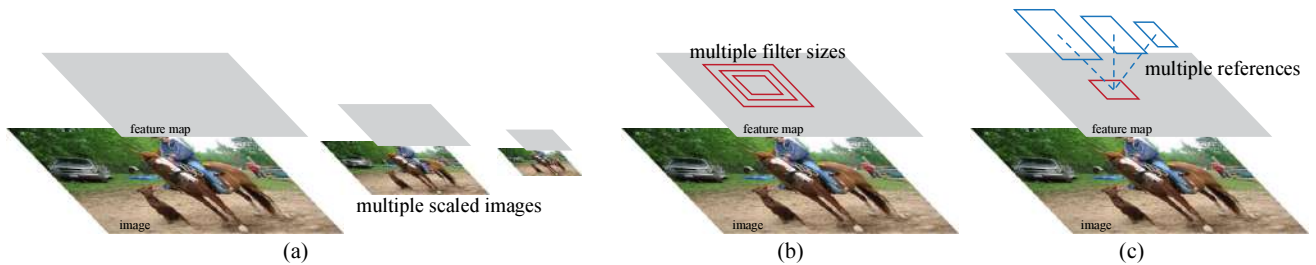 feature map
image
multiple scaled images
(a)
multiple filter sizes
feature map
image
(b)
multiple references
feature map
image
(c)